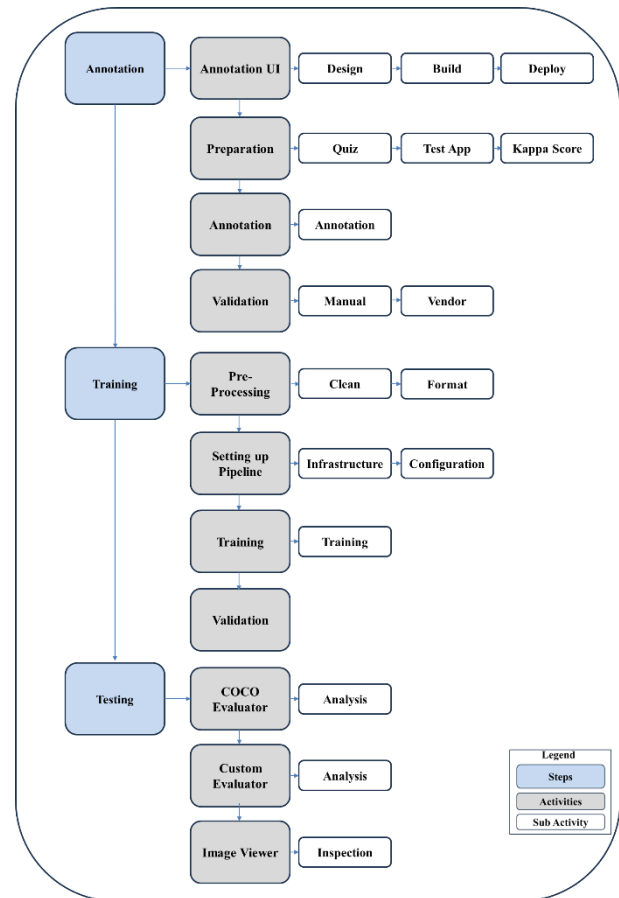 Annotation
Annotation UI
Design
Build
Deploy
Preparation
Quiz
Test App
Kappa Score
Annotation
Annotation
Validation
Manual
Vendor
Training
Pre-
Processing
Clean
Format
Setting up
Pipeline
Infrastructure
Configuration
Training
Training
Validation
Testing
COCO
Evaluator
Analysis
Custom
Evaluator
Analysis
Image Viewer
Inspection
Legend
Steps
Activities
Sub Activity